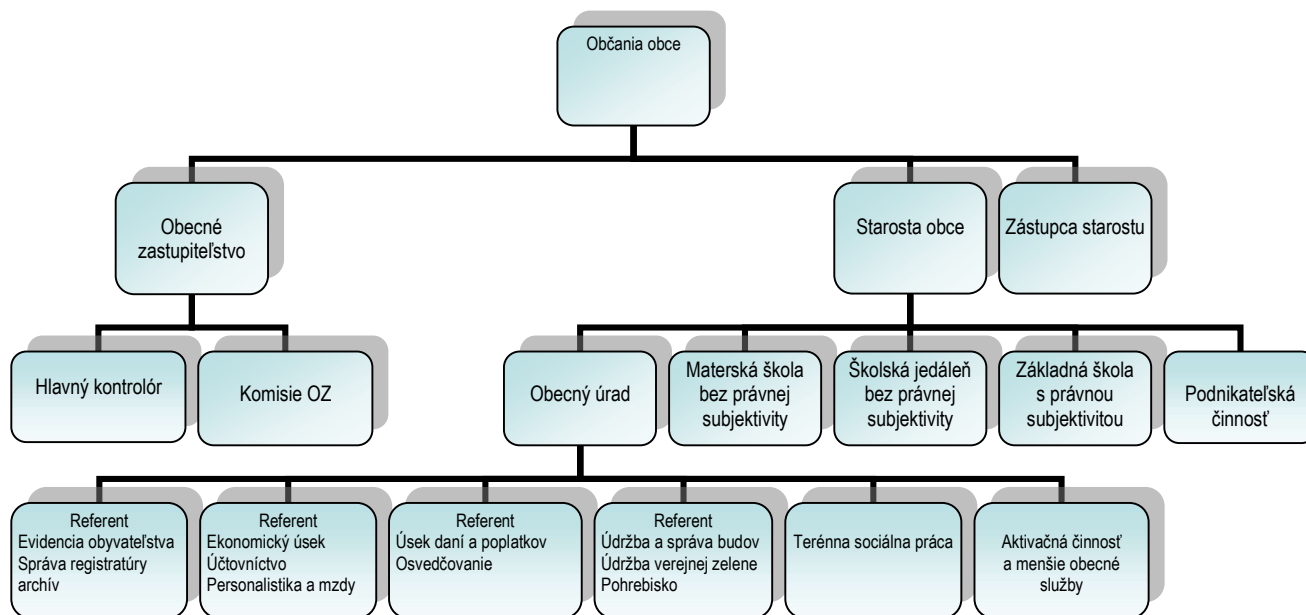 Občania obce
Obecné
zastupiteľstvo
Starosta obce
Zástupca starostu
Hlavný kontrolór
Komisie OZ
Obecný úrad
Materská škola
bez právnej
subjektivity
Školská jedáleň
bez právnej
subjektivity
Základná škola
s právnou
subjektivitou
Podnikateľská
činnosť
Referent
Evidencia obyvateľstva
Správa registratúry
archív
Referent
Ekonomický úsek
Účtovníctvo
Personalistika a mzdy
Referent
Úsek daní a poplatkov
Osvedčovanie
Referent
Údržba a správa budov
Údržba verejnej zelene
Pohrebisko
Terénna sociálna práca
Aktivačná činnosť
a menšie obecné
služby